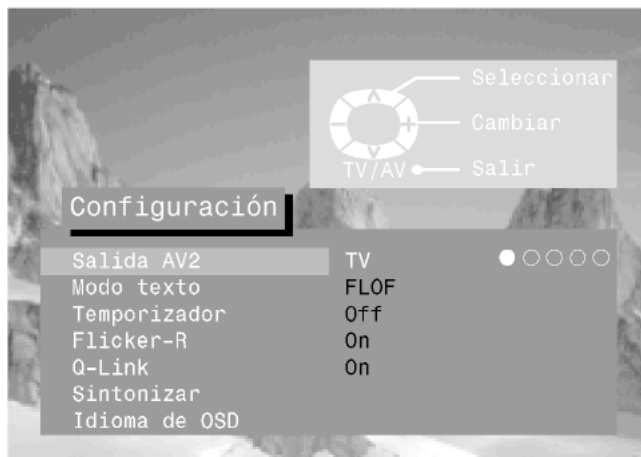 Seleccionar
Cambiar
TV/AV Salir
Configuración
Salida AV2 TV
Modo texto FLOF
Temporizador Off
Flicker-R On
Q-Link On
Sintonizar
Idioma de OSD